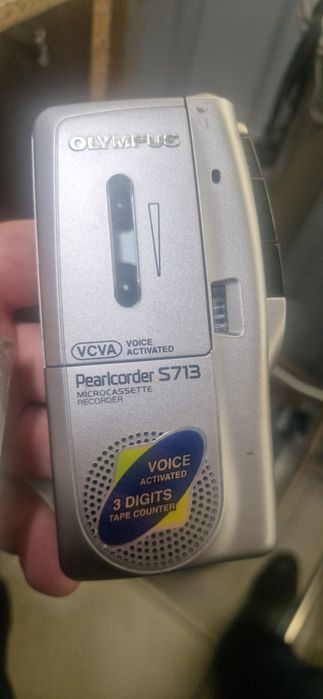 OLYMPUS
VCVA VOICE
ACTIVATED
Pearlcorder S713
MICROCASSETTE
RECORDER
VOICE
ACTIVATED
3 DIGITS
TAPE COUNTER